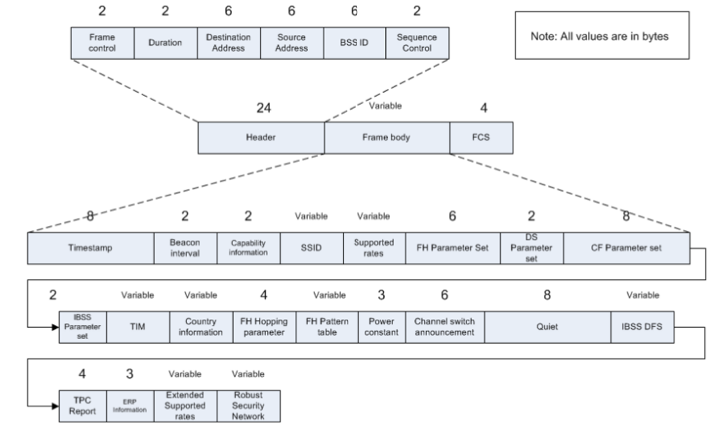 2 2 6 6 6 2
Frame control Duration Destination Address Source Address BSS ID Sequence Control
Note: All values are in bytes
24 Variable 4
Header Frame body FCS
8 2 2 Variable Variable 6 2 8
Timestamp Beacon interval Capability information SSID Supported rates FH Parameter Set DS Parameter set CF Parameter set
2 Variable Variable 4 Variable 3 6 8 Variable
IBSS Parameter set TIM Country information FH Hopping parameter FH Pattern table Power constant Channel switch announcement Quiet IBSS DFS
4 3 Variable Variable
TPC Report ERP Information Extended Supported rates Robust Security Network